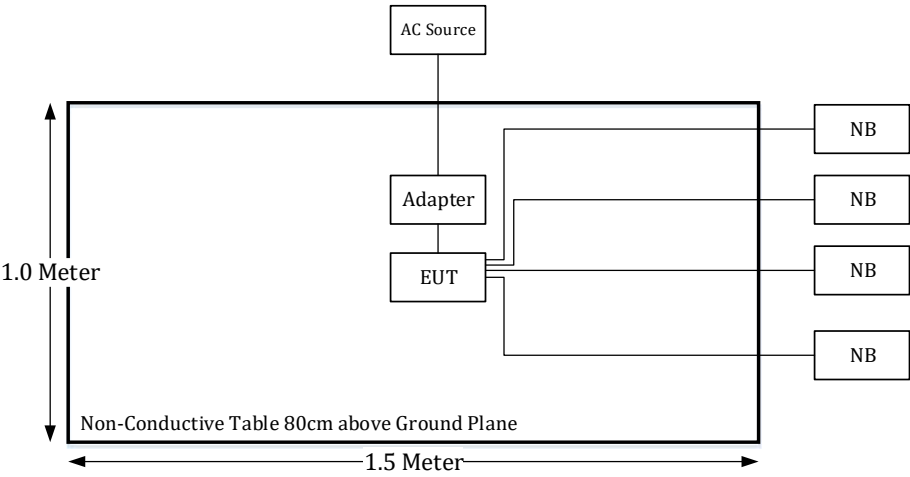 AC Source
NB
Adapter
NB
1.0 Meter
EUT
NB
NB
Non-Conductive Table 80cm above Ground Plane
1.5 Meter